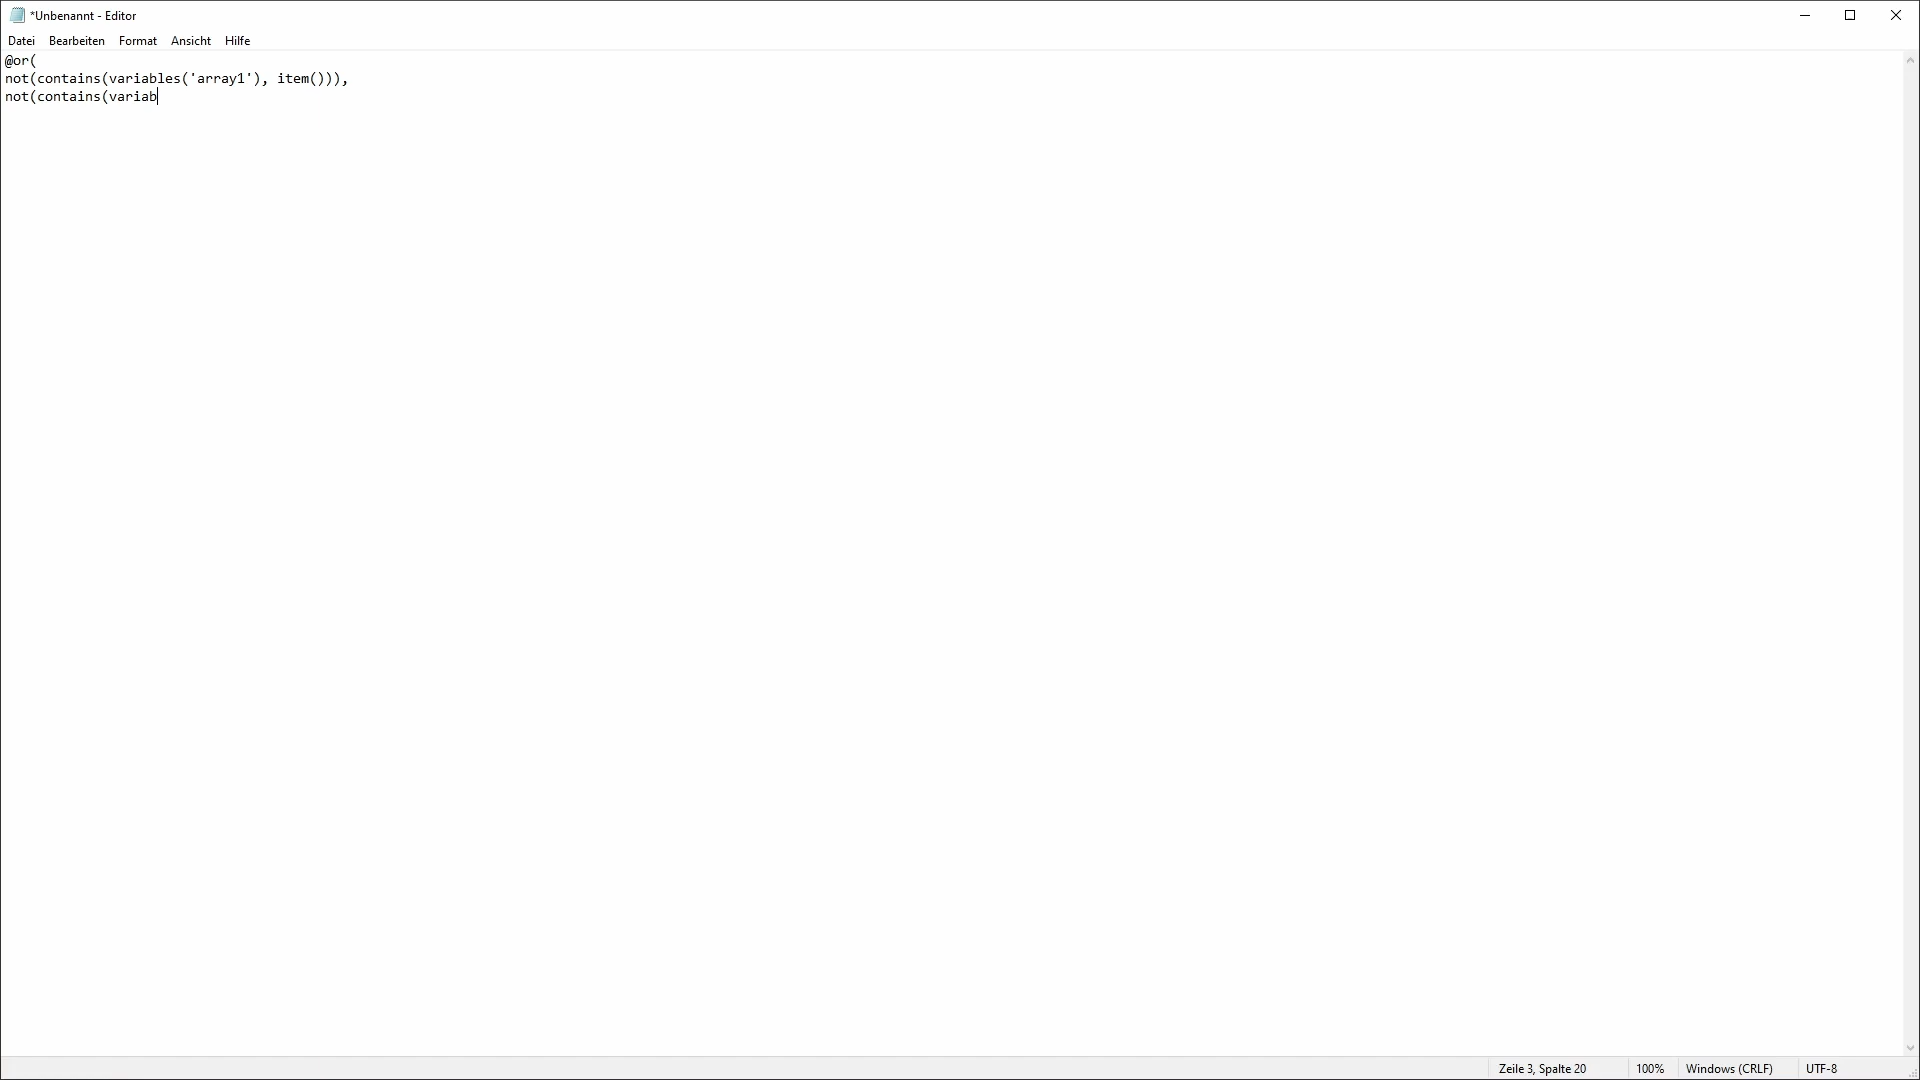 *Unbenannt - Editor
Datei Bearbeiten Format Ansicht Hilfe
@or(
not(contains(variables('array1'), item())),
not(contains(variab
Zeile 3, Spalte 20 100% Windows (CRLF) UTF-8